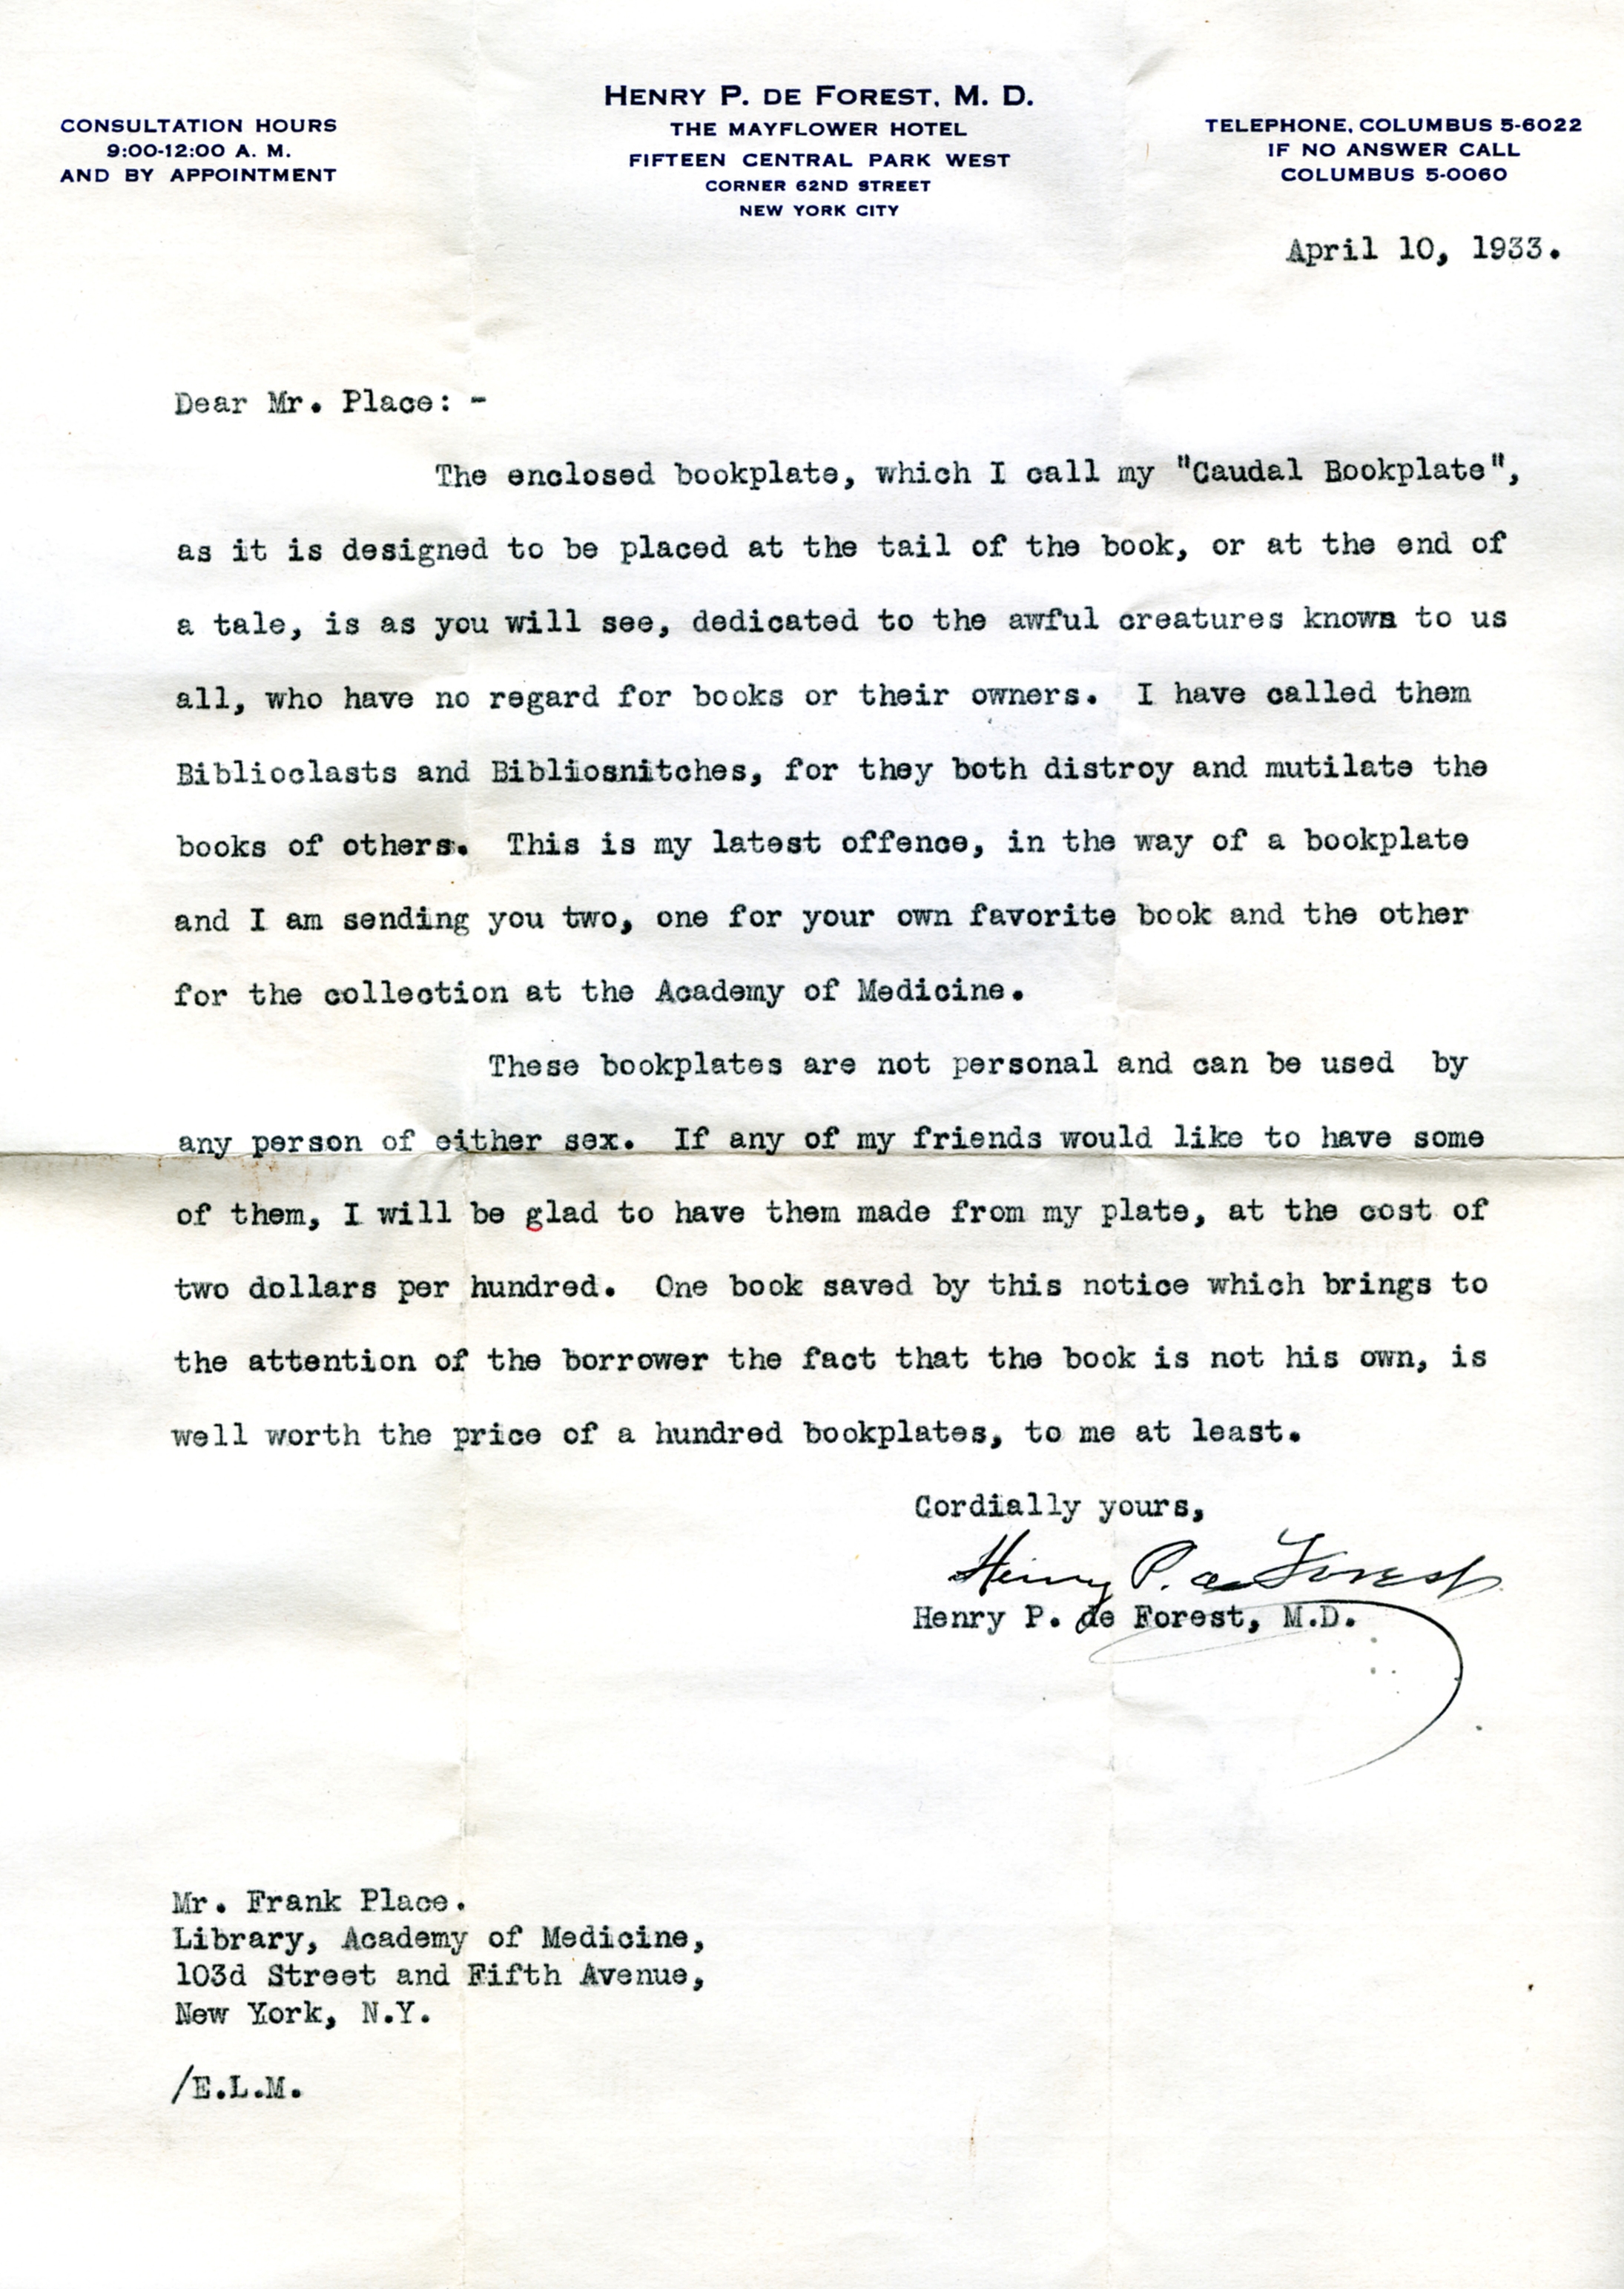 HENRY P. DE FOREST, M. D.
THE MAYFLOWER HOTEL
FIFTEEN CENTRAL PARK WEST
CORNER 62ND STREET
NEW YORK CITY
CONSULTATION HOURS
9:00-12:00 A. M.
AND BY APPOINTMENT
TELEPHONE, COLUMBUS 5-6022
IF NO ANSWER CALL
COLUMBUS 5-0060
April 10, 1933.
Dear Mr. Place: -
The enclosed bookplate, which I call my "Caudal Bookplate",
as it is designed to be placed at the tail of the book, or at the end of
a tale, is as you will see, dedicated to the awful creatures known to us
all, who have no regard for books or their owners. I have called them
Biblioclasts and Bibliosnitches, for they both distroy and mutilate the
books of others. This is my latest offence, in the way of a bookplate
and I am sending you two, one for your own favorite book and the other
for the collection at the Academy of Medicine.
These bookplates are not personal and can be used by
any person of either sex. If any of my friends would like to have some
of them, I will be glad to have them made from my plate, at the cost of
two dollars per hundred. One book saved by this notice which brings to
the attention of the borrower the fact that the book is not his own, is
well worth the price of a hundred bookplates, to me at least.
Cordially yours,
Henry P. de Forest
Henry P. de Forest, M.D.
Mr. Frank Place.
Library, Academy of Medicine,
103d Street and Fifth Avenue,
New York, N.Y.
/E.L.M.